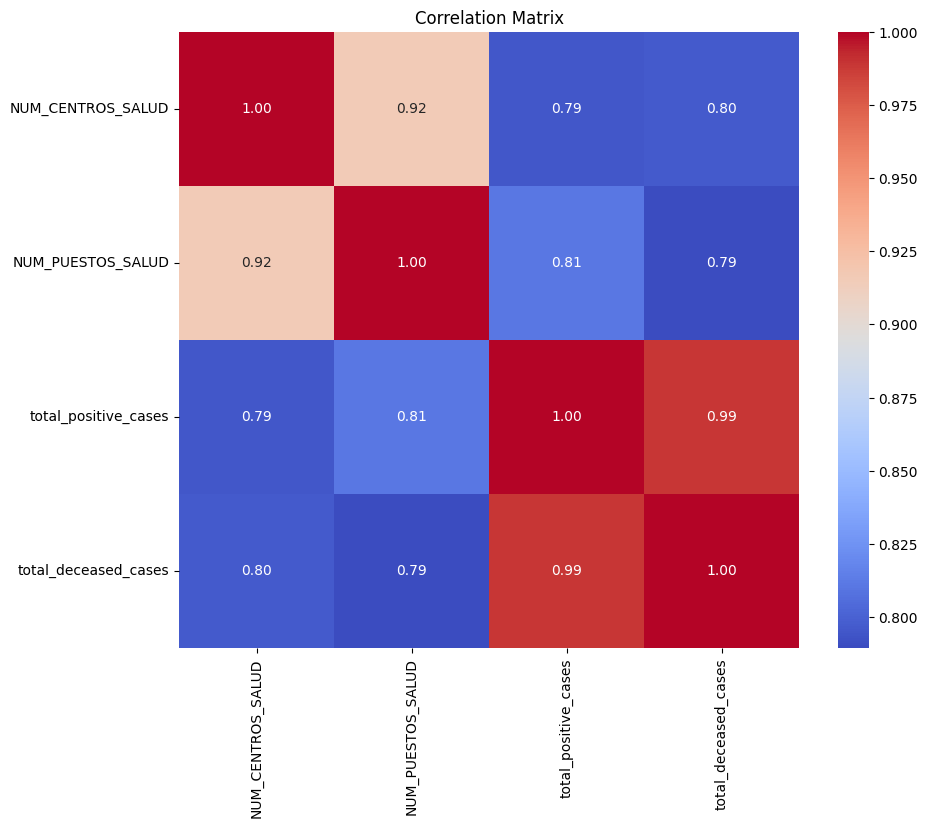 Correlation Matrix
NUM_CENTROS_SALUD 1.00 0.92 0.79 0.80
NUM_PUESTOS_SALUD 0.92 1.00 0.81 0.79
total_positive_cases 0.79 0.81 1.00 0.99
total_deceased_cases 0.80 0.79 0.99 1.00
NUM_CENTROS_SALUD
NUM_PUESTOS_SALUD
total_positive_cases
total_deceased_cases
1.000
0.975
0.950
0.925
0.900
0.875
0.850
0.825
0.800